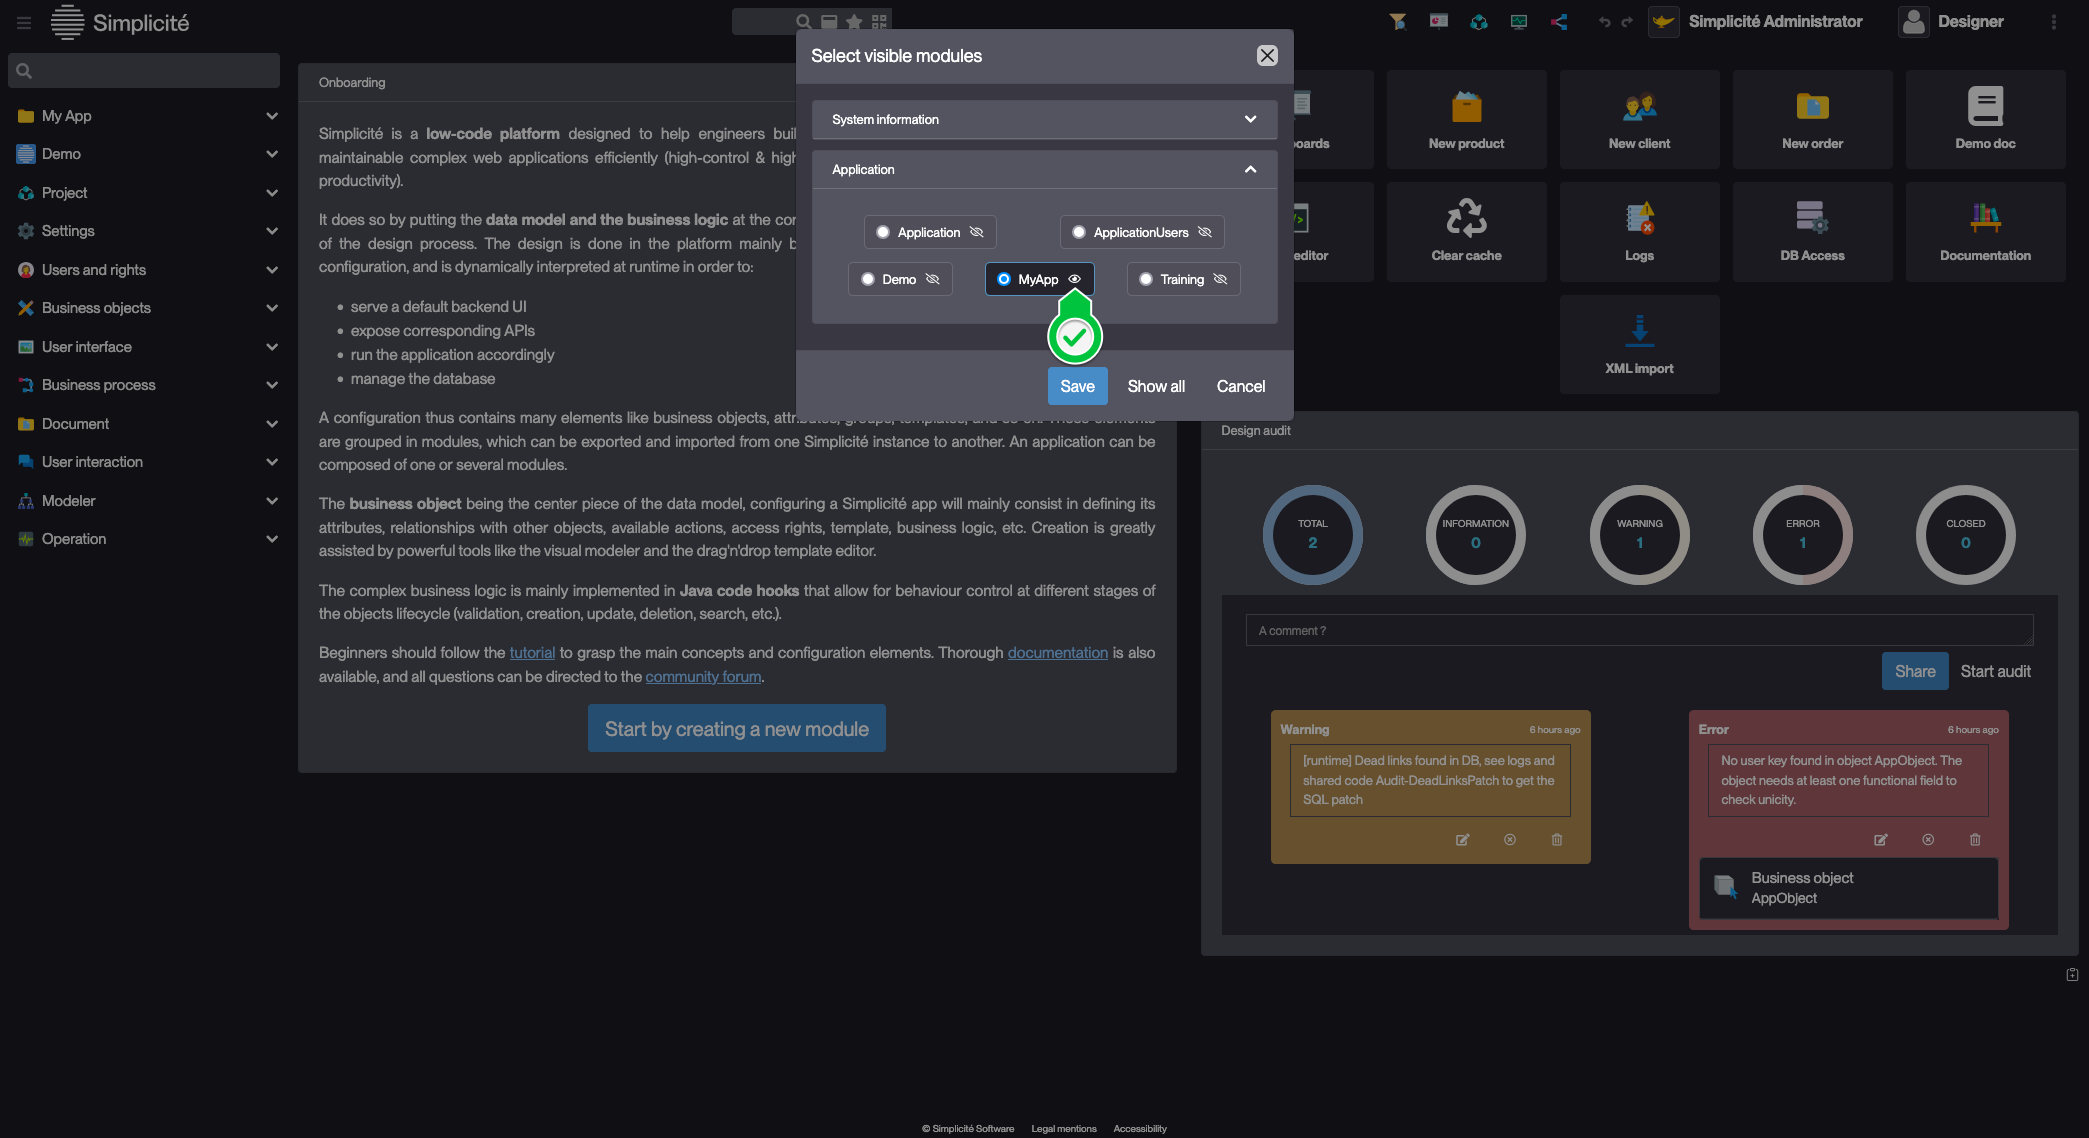 Simplicité
Simplicité Administrator
Designer
My App
Demo
Project
Settings
Users and rights
Business objects
User interface
Business process
Document
User interaction
Modeler
Operation
Onboarding
Simplicité is a low-code platform designed to help engineers buil
maintainable complex web applications efficiently (high-control & high
productivity).
It does so by putting the data model and the business logic at the cor
of the design process. The design is done in the platform mainly b
configuration, and is dynamically interpreted at runtime in order to:
• serve a default backend UI
• expose corresponding APIs
• run the application accordingly
• manage the database
A configuration thus contains many elements like business objects, attributes, groups, templates, and so on. These elements
are grouped in modules, which can be exported and imported from one Simplicité instance to another. An application can be
composed of one or several modules.
The business object being the center piece of the data model, configuring a Simplicité app will mainly consist in defining its
attributes, relationships with other objects, available actions, access rights, template, business logic, etc. Creation is greatly
assisted by powerful tools like the visual modeler and the drag'n'drop template editor.
The complex business logic is mainly implemented in Java code hooks that allow for behaviour control at different stages of
the objects lifecycle (validation, creation, update, deletion, search, etc.).
Beginners should follow the tutorial to grasp the main concepts and configuration elements. Thorough documentation is also
available, and all questions can be directed to the community forum.
Start by creating a new module
Select visible modules
System information
Application
Application
ApplicationUsers
Demo
MyApp
Training
Save
Show all
Cancel
oards
New product
New client
New order
Demo doc
editor
Clear cache
Logs
DB Access
Documentation
XML import
Design audit
TOTAL
2
INFORMATION
0
WARNING
1
ERROR
1
CLOSED
0
A comment ?
Share
Start audit
Warning
6 hours ago
[runtime] Dead links found in DB, see logs and
shared code Audit-DeadLinksPatch to get the
SQL patch
Error
6 hours ago
No user key found in object AppObject. The
object needs at least one functional field to
check unicity.
Business object
AppObject
© Simplicité Software
Legal mentions
Accessibility